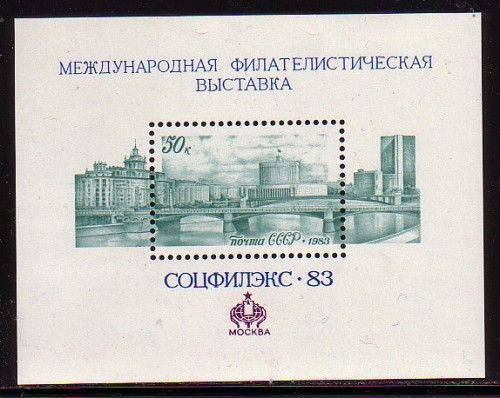 МЕЖДУНАРОДНАЯ ФИЛАТЕЛИСТИЧЕСКАЯ
ВЫСТАВКА
50к
почта СССР · 1983
СОЦФИЛЭКС · 83
МОСКВА